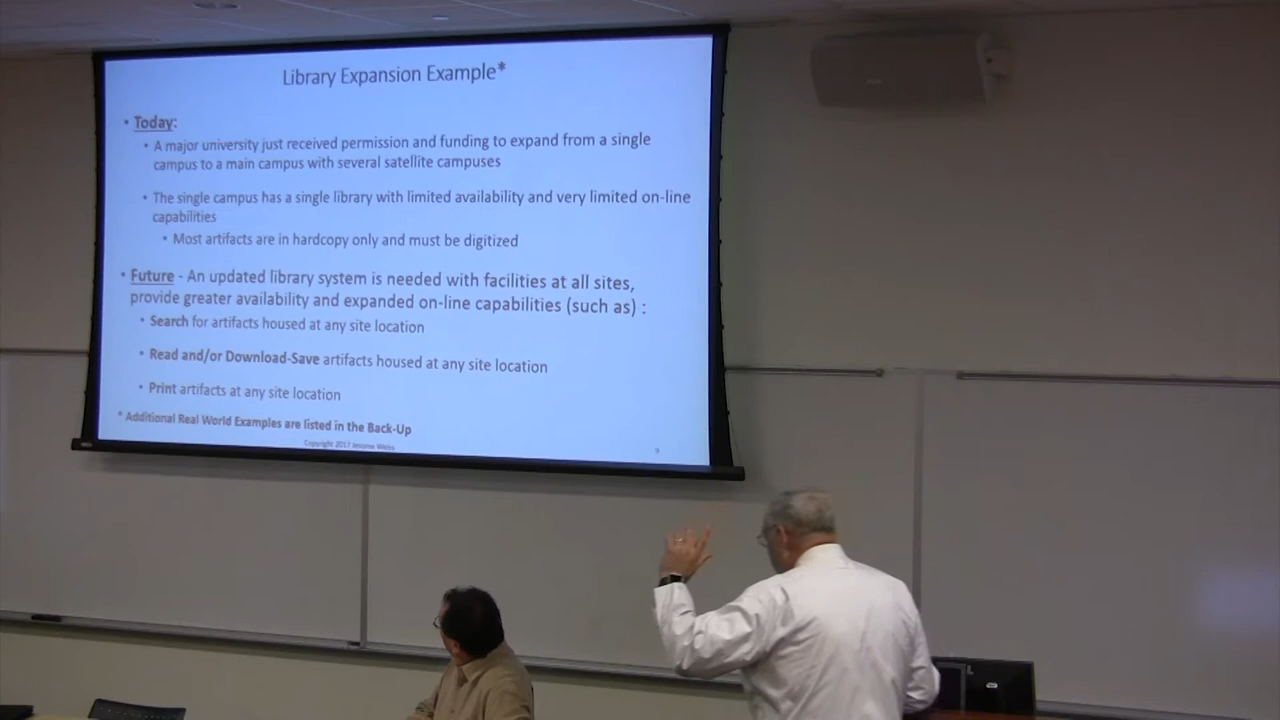 Library Expansion Example*
• Today:
• A major university just received permission and funding to expand from a single
campus to a main campus with several satellite campuses
• The single campus has a single library with limited availability and very limited on-line
capabilities
• Most artifacts are in hardcopy only and must be digitized
• Future - An updated library system is needed with facilities at all sites,
provide greater availability and expanded on-line capabilities (such as) :
• Search for artifacts housed at any site location
• Read and/or Download-Save artifacts housed at any site location
• Print artifacts at any site location
* Additional Real World Examples are listed in the Back-Up
Copyright 2017 Jerome Weiss
9